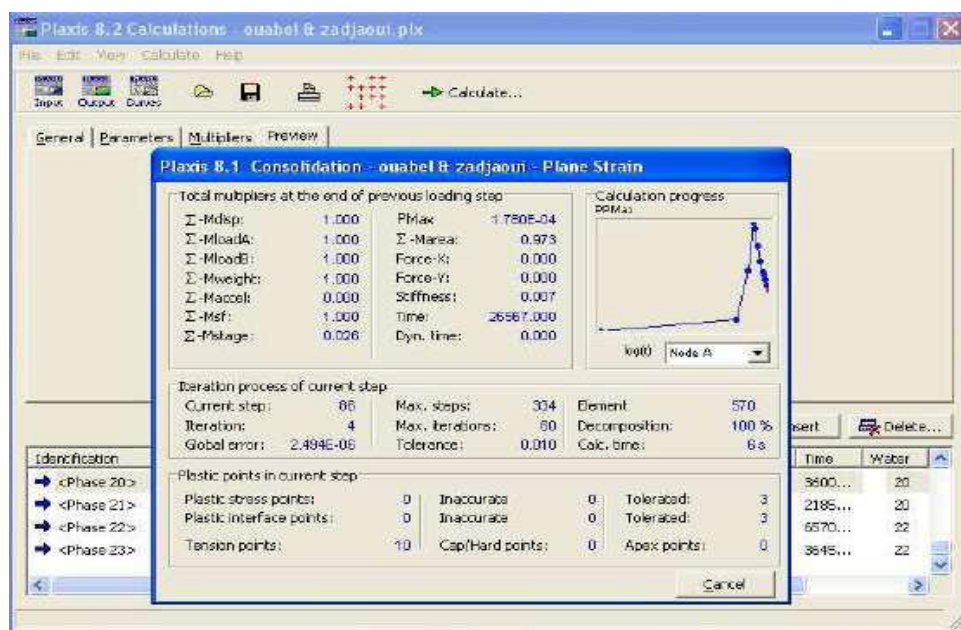 Plaxis 8.2 Calculations - ouabel & zadjaoui.plx
File Edit View Calculate Help
Input Output Curves Calculate...
General Parameters Multipliers Preview
Plaxis 8.1 Consolidation - ouabel & zadjaoui - Plane Strain
Total multipliers at the end of previous loading step
Σ -Mdisp: 1.000 PMax 1.780E-04
Σ -MloadA: 1.000 Σ -Marea: 0.973
Σ -MloadB: 1.000 Force-X: 0.000
Σ -Mweight: 1.000 Force-Y: 0.000
Σ -Maccel: 0.000 Stiffness: 0.007
Σ -Msf: 1.000 Time: 26567.000
Σ -Mstage: 0.026 Dyn. time: 0.000
Calculation progress
PPMax
log(t) Node A
Iteration process of current step
Current step: 86 Max. steps: 334 Element 570
Iteration: 4 Max. iterations: 60 Decomposition: 100 %
Global error: 2.494E-06 Tolerance: 0.010 Calc. time: 6 s
Plastic points in current step
Plastic stress points: 0 Inaccurate 0 Tolerated: 3
Plastic interface points: 0 Inaccurate 0 Tolerated: 3
Tension points: 10 Cap/Hard points: 0 Apex points: 0
Cancel
nsert Delete...
Identification Time Water
<Phase 20> 3600... 20
<Phase 21> 2185... 20
<Phase 22> 6570... 22
<Phase 23> 3645... 22